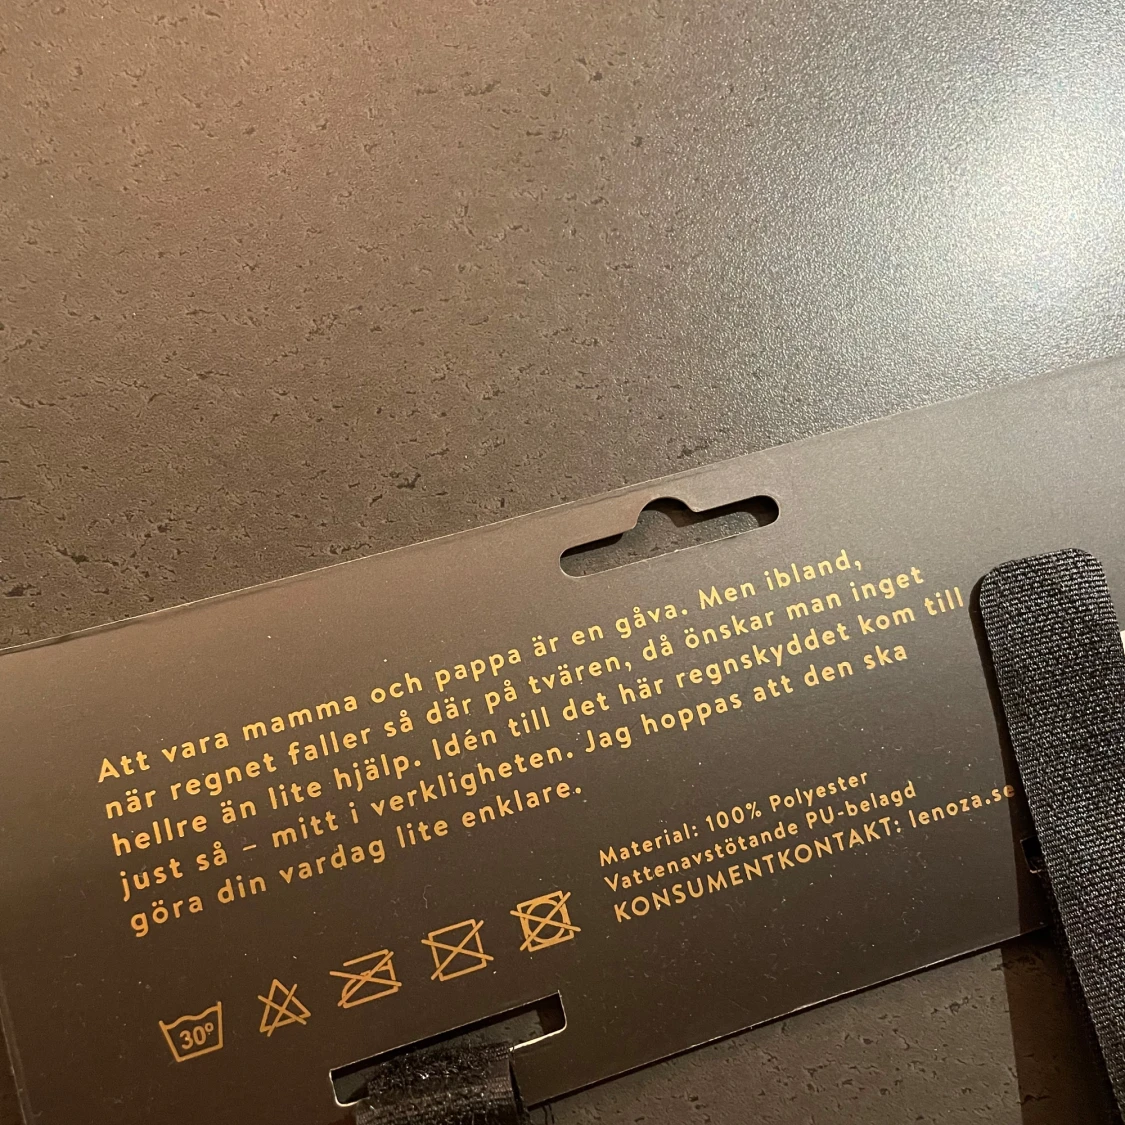 Att vara mamma och pappa är en gåva. Men ibland,
när regnet faller så där på tvären, då önskar man inget
hellre än lite hjälp. Idén till det här regnskyddet kom till
just så – mitt i verkligheten. Jag hoppas att den ska
göra din vardag lite enklare.
Material: 100% Polyester
Vattenavstötande PU-belagd
KONSUMENTKONTAKT: lenoza.se
30º